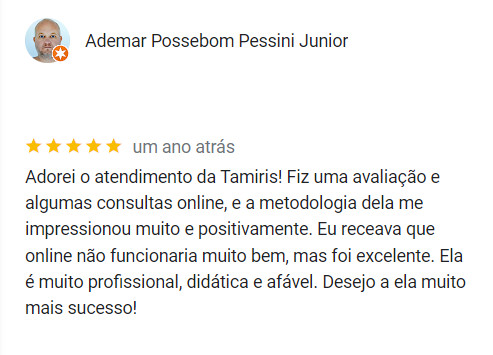 Ademar Possebom Pessini Junior
um ano atrás
Adorei o atendimento da Tamiris! Fiz uma avaliação e
algumas consultas online, e a metodologia dela me
impressionou muito e positivamente. Eu receava que
online não funcionaria muito bem, mas foi excelente. Ela
é muito profissional, didática e afável. Desejo a ela muito
mais sucesso!